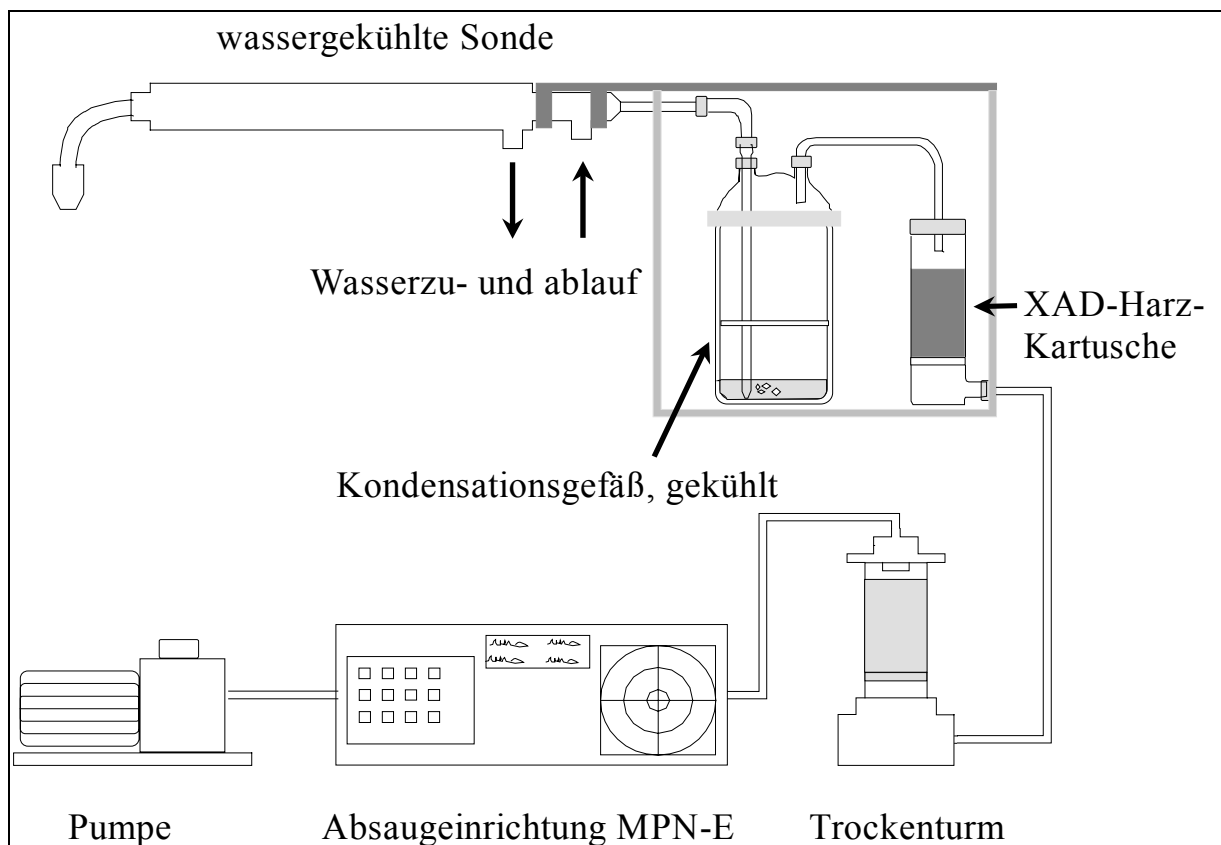 wassergekühlte Sonde
Wasserzu- und ablauf
XAD-Harz-
Kartusche
Kondensationsgefäß, gekühlt
Pumpe
Absaugeinrichtung MPN-E
Trockenturm